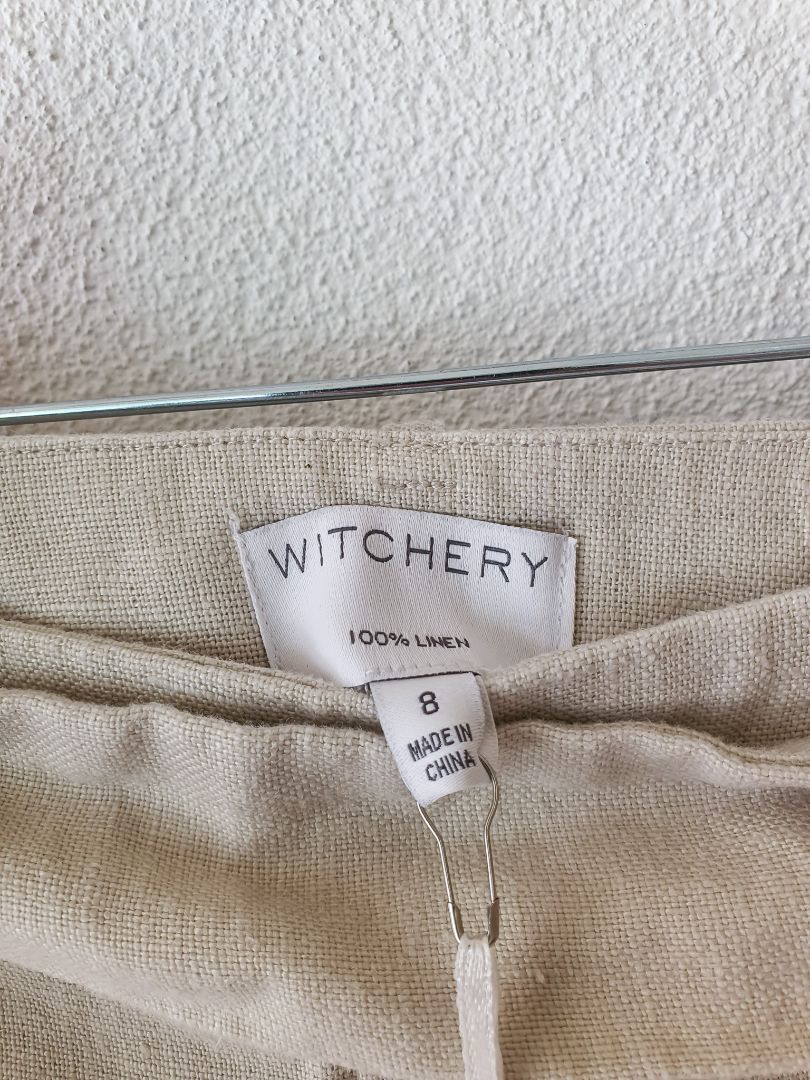 WITCHERY
100% LINEN
8
MADE IN
CHINA